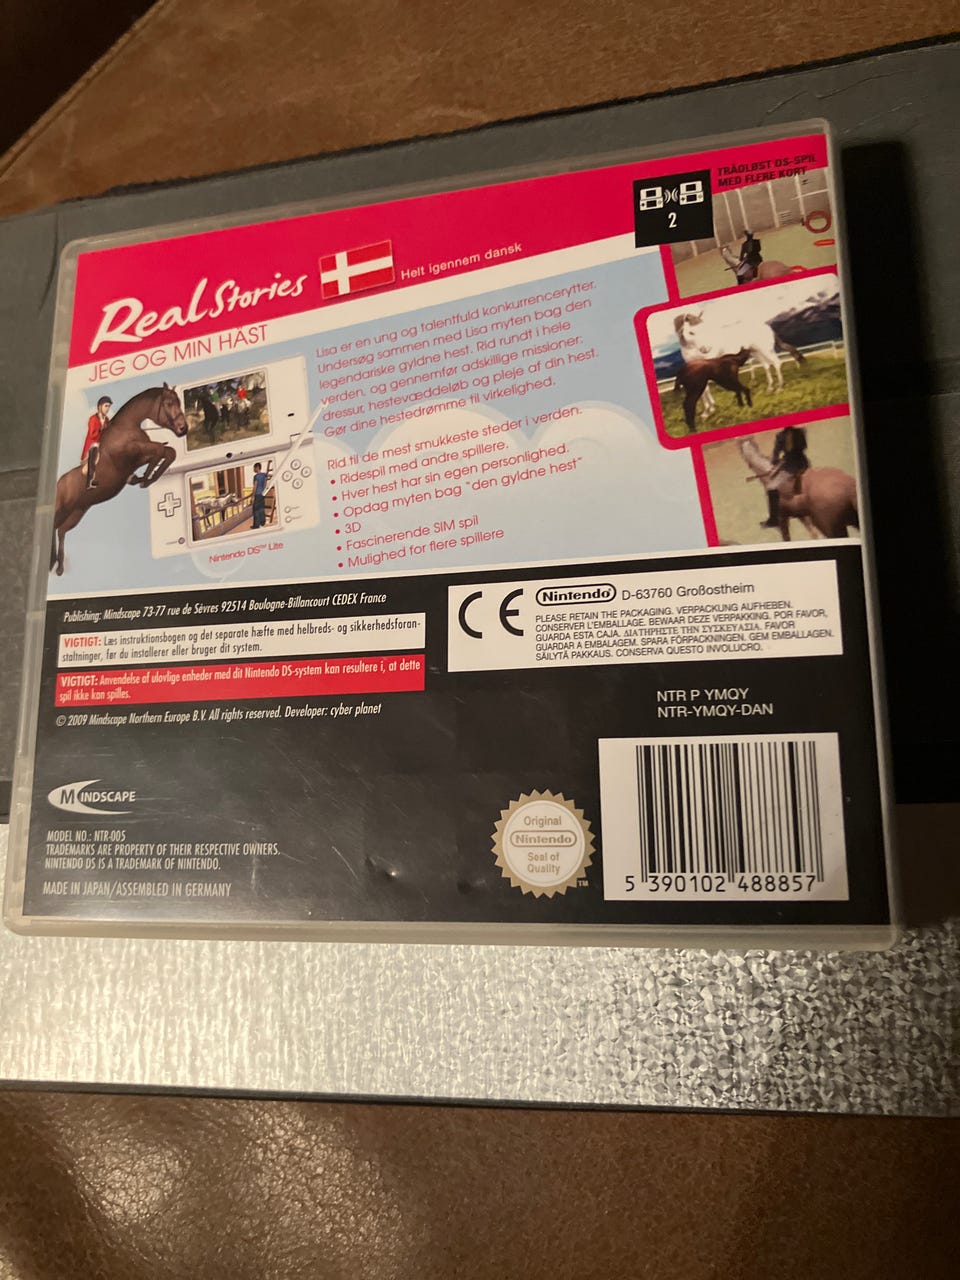 TRÅDLØST DS-SPIL
MED FLERE KORT
2
Real Stories
JEG OG MIN HAST
Helt igennem dansk
Lisa er en ung og talentfuld konkurrencerytter.
Undersøg sammen med Lisa myten bag den
legendariske gyldne hest. Rid rundt i hele
verden, og gennemfør adskillige missioner:
dressur, hestevæddeløb og pleje af din hest.
Gør dine hestedrømme til virkelighed.
Rid til de mest smukkeste steder i verden.
• Ridespil med andre spillere.
• Hver hest har sin egen personlighed.
• Opdag myten bag "den gyldne hest"
• 3D
• Fascinerende SIM spil
• Mulighed for flere spillere
Nintendo DS™ Lite
Publishing: Mindscape 73-77 rue de Sèvres 92514 Boulogne-Billancourt CEDEX France
VIGTIGT: Læs instruktionsbogen og det separate hæfte med helbreds- og sikkerhedsforan-
staltninger, før du installerer eller bruger dit system.
VIGTIGT: Anvendelse af ulovlige enheder med dit Nintendo DS-system kan resultere i, at dette
spil ikke kan spilles.
© 2009 Mindscape Northern Europe B.V. All rights reserved. Developer: cyber planet
CE
Nintendo D-63760 Großostheim
PLEASE RETAIN THE PACKAGING. VERPACKUNG AUFHEBEN.
CONSERVER L'EMBALLAGE. BEWAAR DEZE VERPAKKING. POR FAVOR,
GUARDA ESTA CAJA. ΔΙΑΤΗΡΗΣΤΕ ΤΗΝ ΣΥΣΚΕΥΑΣΙΑ. FAVOR
GUARDAR A EMBALAGEM. SPARA FÖRPACKNINGEN. GEM EMBALLAGEN.
SÄILYTÄ PAKKAUS. CONSERVA QUESTO INVOLUCRO.
NTR P YMQY
NTR-YMQY-DAN
MINDSCAPE
MODEL NO.: NTR-005
TRADEMARKS ARE PROPERTY OF THEIR RESPECTIVE OWNERS.
NINTENDO DS IS A TRADEMARK OF NINTENDO.
MADE IN JAPAN/ASSEMBLED IN GERMANY
Original
Nintendo
Seal of
Quality
TM
5 390102 488857